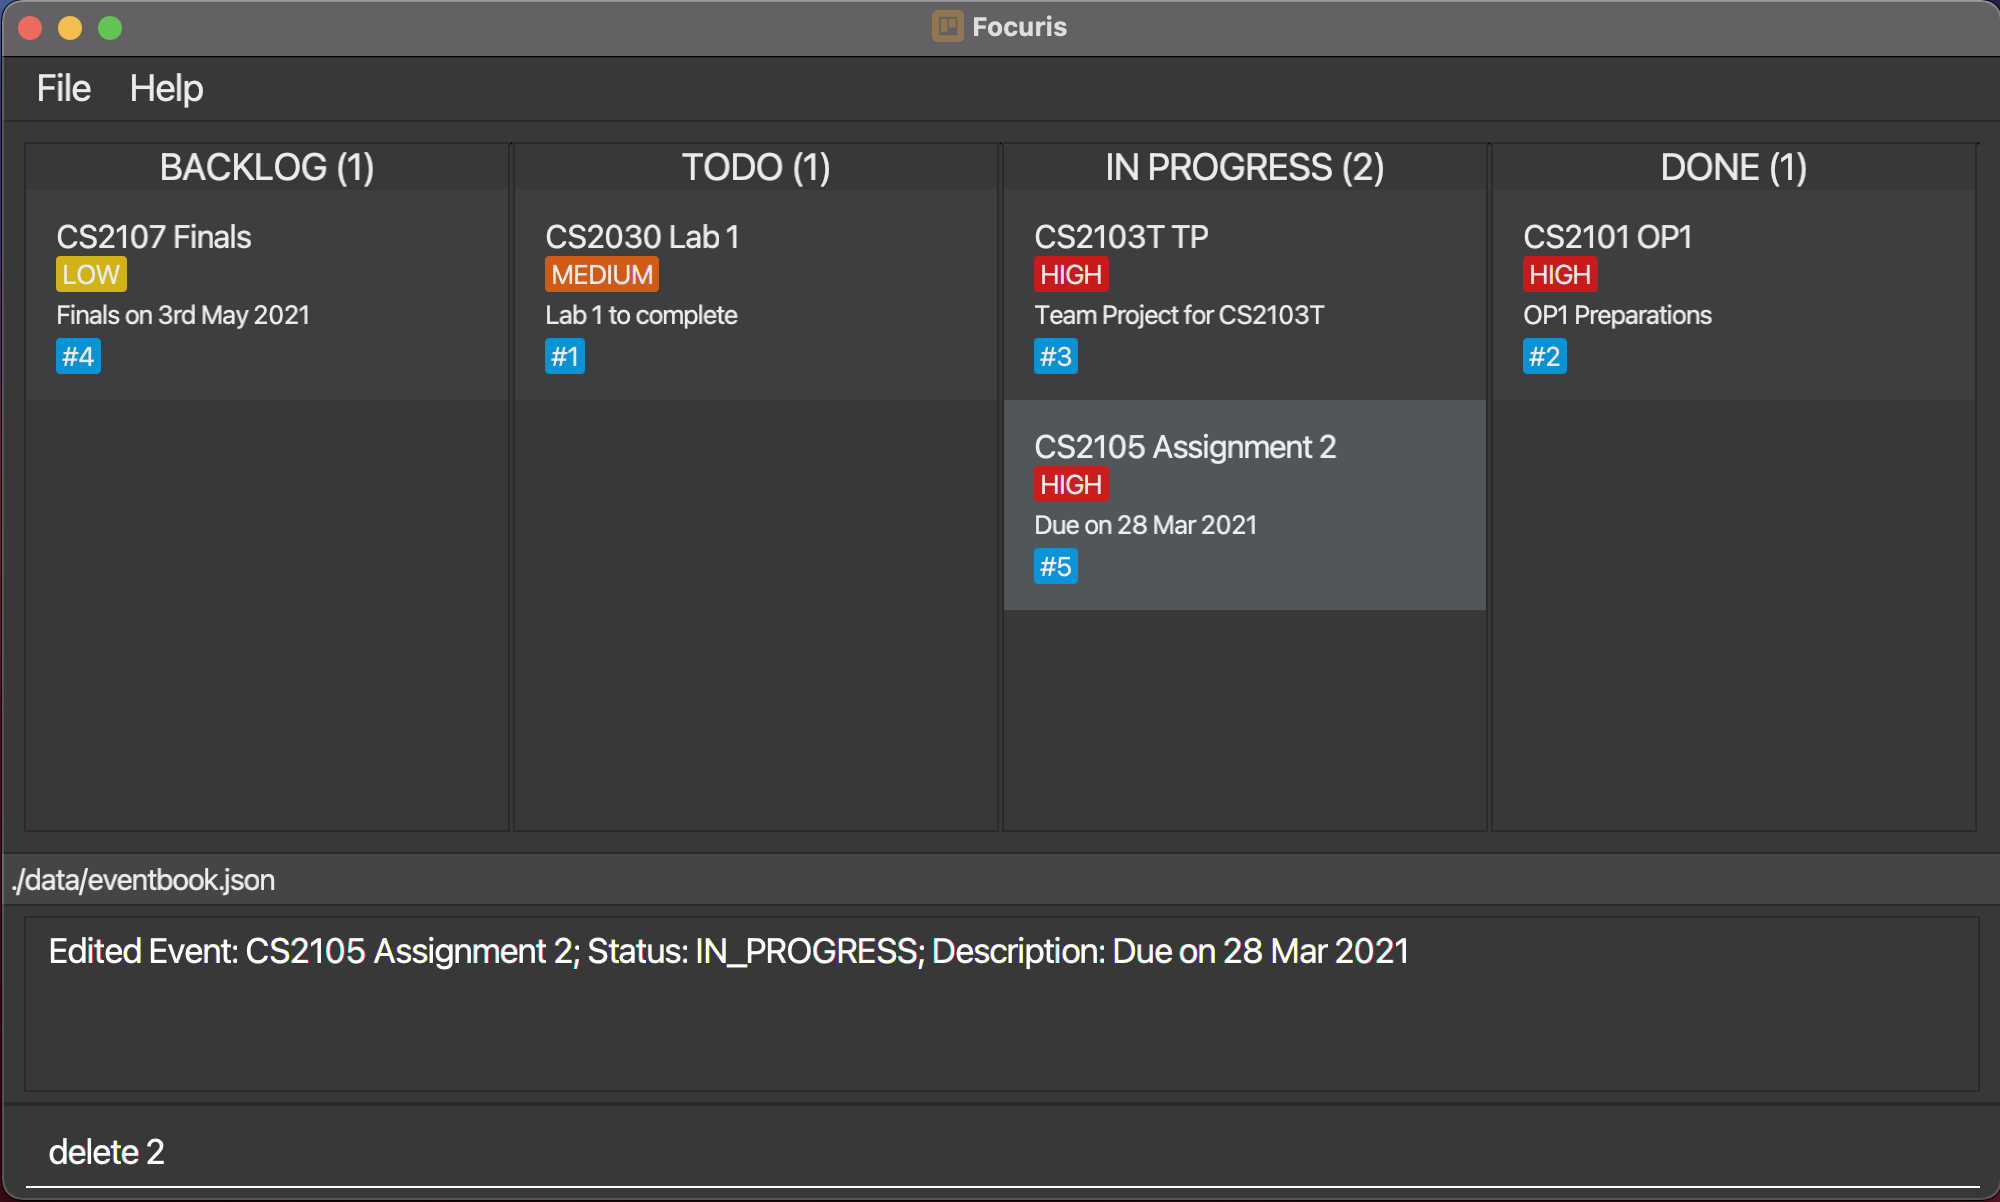 Focuris
File Help
BACKLOG (1)
CS2107 Finals
LOW
Finals on 3rd May 2021
#4
TODO (1)
CS2030 Lab 1
MEDIUM
Lab 1 to complete
#1
IN PROGRESS (2)
CS2103T TP
HIGH
Team Project for CS2103T
#3
CS2105 Assignment 2
HIGH
Due on 28 Mar 2021
#5
DONE (1)
CS2101 OP1
HIGH
OP1 Preparations
#2
./data/eventbook.json
Edited Event: CS2105 Assignment 2; Status: IN_PROGRESS; Description: Due on 28 Mar 2021
delete 2